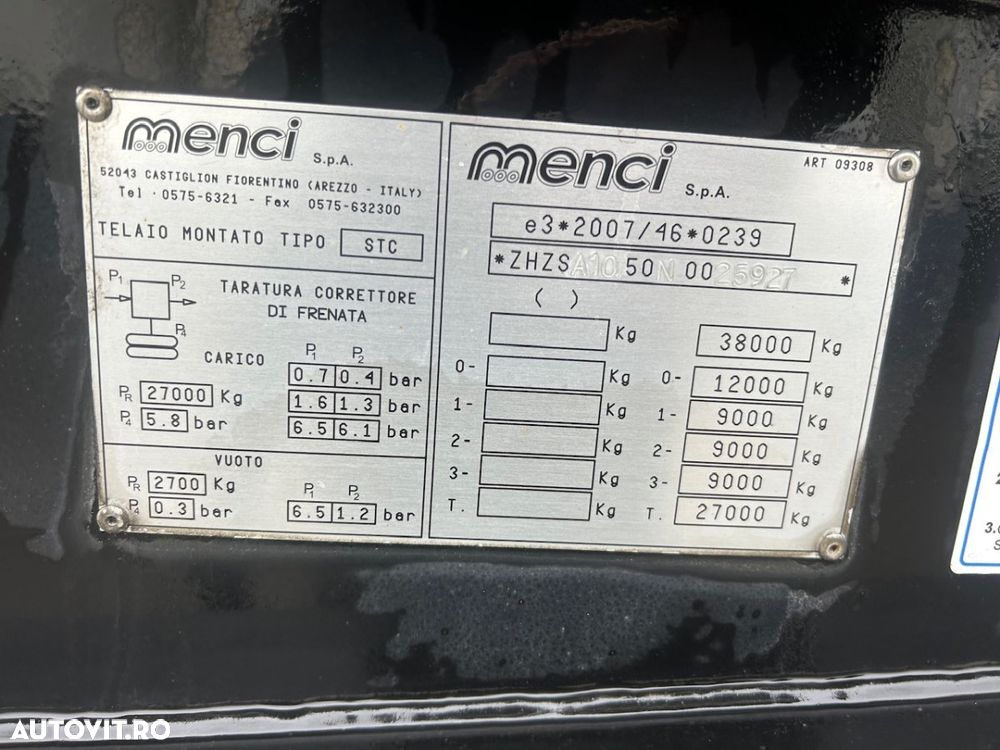 menci S.p.A.
52043 CASTIGLION FIORENTINO (AREZZO - ITALY)
Tel · 0575-6321 - Fax 0575-632300
TELAIO MONTATO TIPO STC
P1 P2
P4
TARATURA CORRETTORE
DI FRENATA
CARICO
P1 P2
0.7 0.4 bar
PR 27000 Kg
1.6 1.3 bar
P4 5.8 bar
6.5 6.1 bar
VUOTO
PR 2700 Kg
P1 P2
P4 0.3 bar
6.5 1.2 bar
menci S.p.A.
ART 09308
e3*2007/46*0239
*ZHZSA1050N0025927*
( )
Kg 38000 Kg
0- Kg 0- 12000 Kg
1- Kg 1- 9000 Kg
2- Kg 2- 9000 Kg
3- Kg 3- 9000 Kg
T. Kg T. 27000 Kg
AUTOVIT.RO